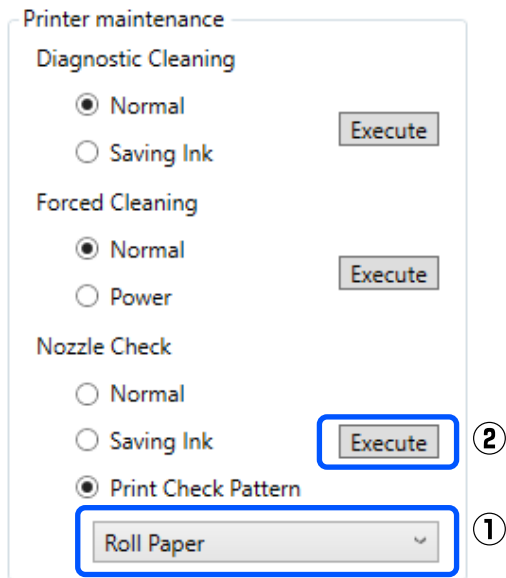 Printer maintenance
Diagnostic Cleaning
Normal
Execute
Saving Ink
Forced Cleaning
Normal
Execute
Power
Nozzle Check
Normal
Saving Ink
Execute
②
Print Check Pattern
Roll Paper
①